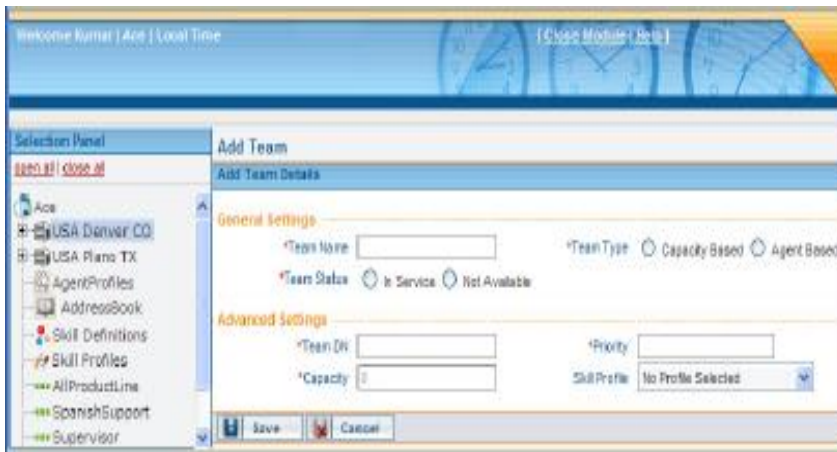 Welcome Kumar | Ace | Local Time
[ Close Module | Help ]
Selection Panel
open all | close all
Ace
USA Denver CO
USA Plano TX
AgentProfiles
AddressBook
Skill Definitions
Skill Profiles
AllProductLine
SpanishSupport
Supervisor
Add Team
Add Team Details
General Settings
*Team Name
*Team Type Capacity Based Agent Based
*Team Status In Service Not Available
Advanced Settings
*Team DN
*Priority
*Capacity
Skill Profile No Profile Selected
Save Cancel